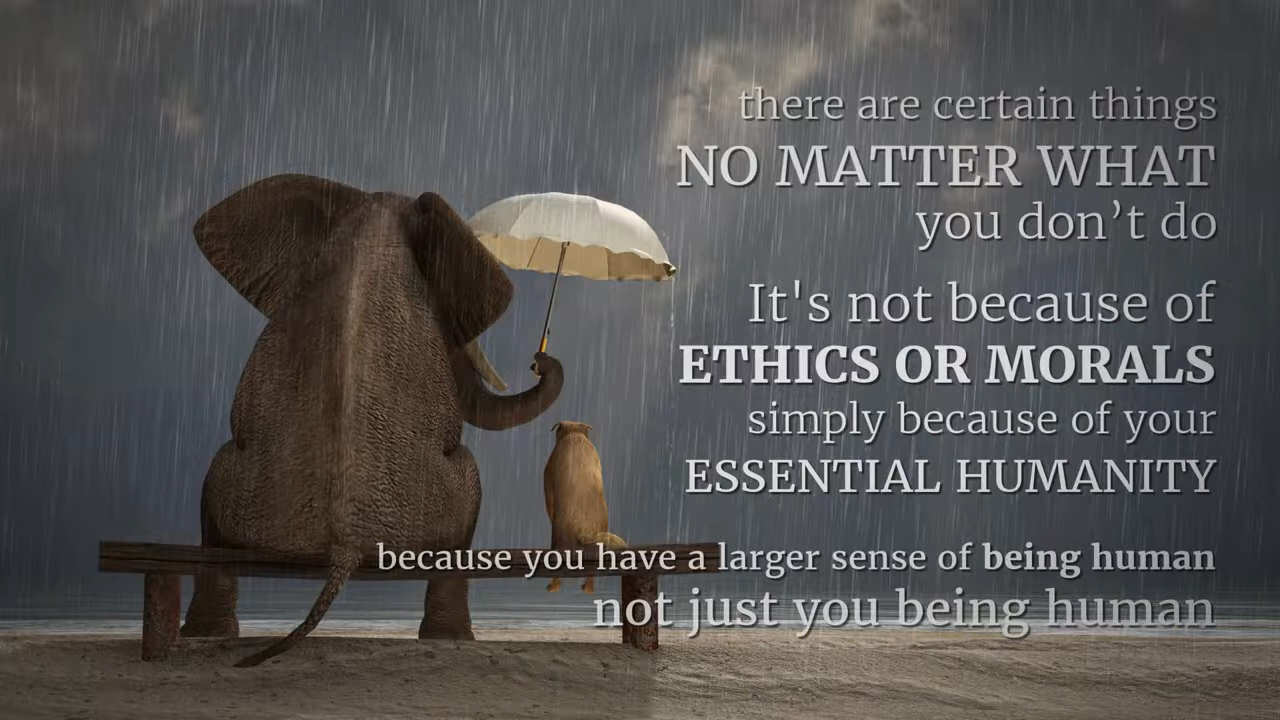 there are certain things
NO MATTER WHAT
you don’t do
It's not because of
ETHICS OR MORALS
simply because of your
ESSENTIAL HUMANITY
because you have a larger sense of being human
not just you being human